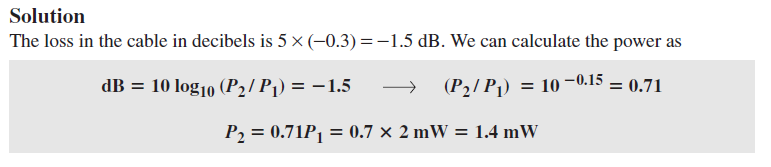 Solution
The loss in the cable in decibels is 5 × (−0.3) = −1.5 dB. We can calculate the power as
dB = 10 log₁₀ (P₂ / P₁) = −1.5 ⟶ (P₂ / P₁) = 10⁻⁰·¹⁵ = 0.71
P₂ = 0.71P₁ = 0.7 × 2 mW = 1.4 mW